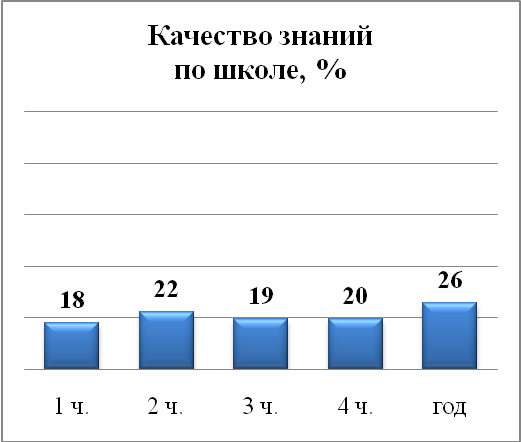 Качество знаний
по школе, %
18 22 19 20 26
1 ч. 2 ч. 3 ч. 4 ч. год